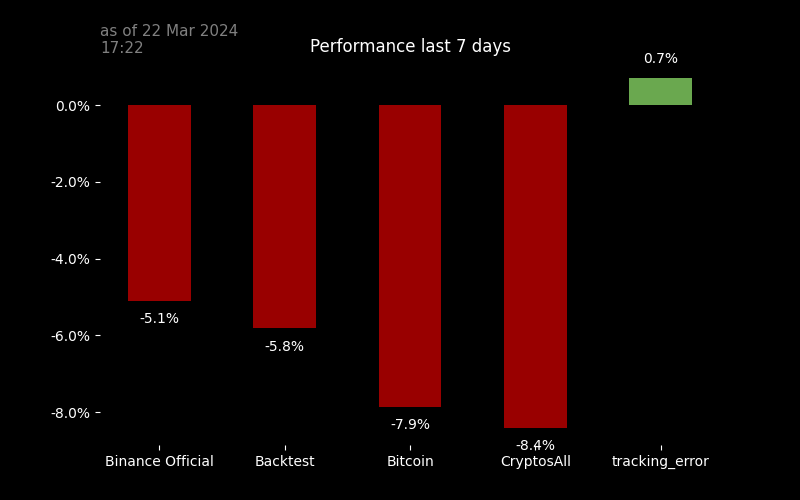 as of 22 Mar 2024
17:22
Performance last 7 days
0.7%
0.0%
-2.0%
-4.0%
-5.1%
-6.0%
-5.8%
-8.0%
-7.9%
-8.4%
Binance Official
Backtest
Bitcoin
CryptosAll
tracking_error